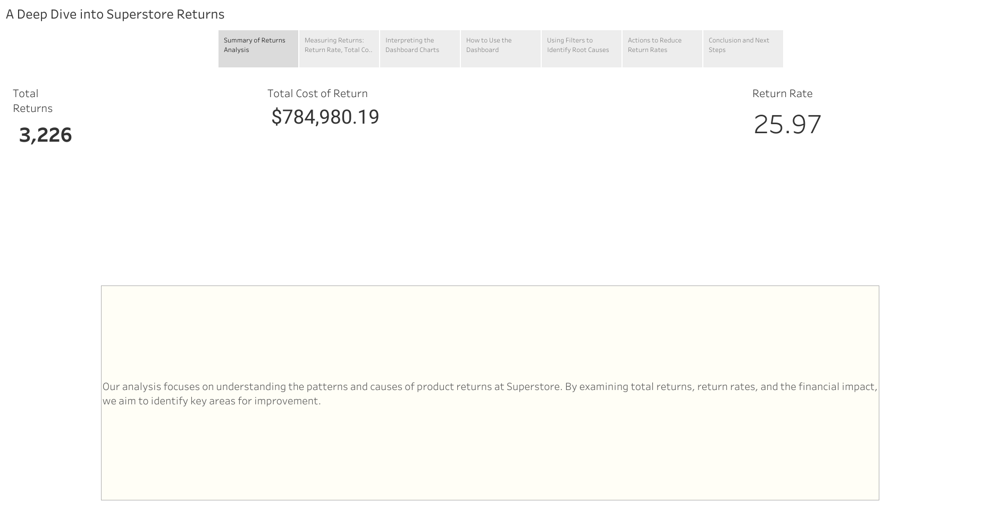 A Deep Dive into Superstore Returns
Summary of Returns
Analysis
Measuring Returns:
Return Rate, Total Co..
Interpreting the
Dashboard Charts
How to Use the
Dashboard
Using Filters to
Identify Root Causes
Actions to Reduce
Return Rates
Conclusion and Next
Steps
Total
Returns
3,226
Total Cost of Return
$784,980.19
Return Rate
25.97
Our analysis focuses on understanding the patterns and causes of product returns at Superstore. By examining total returns, return rates, and the financial impact,
we aim to identify key areas for improvement.